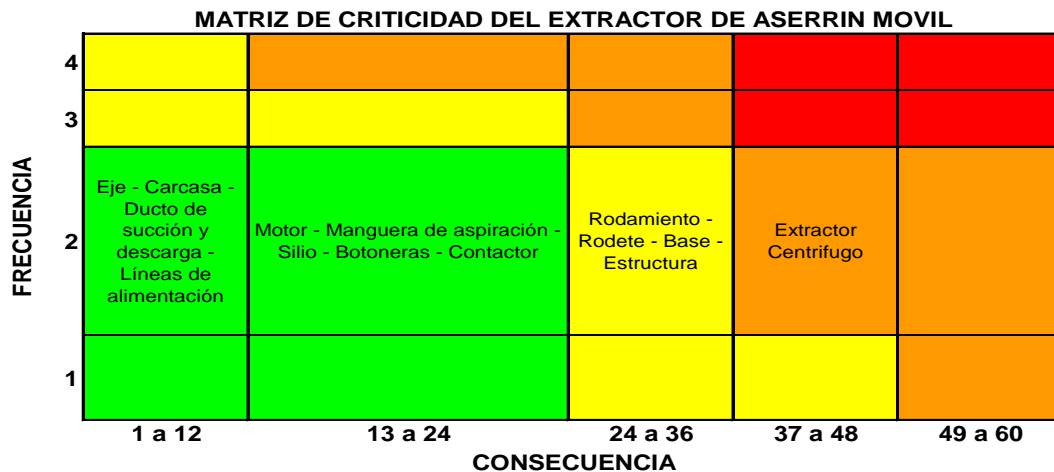 MATRIZ DE CRITICIDAD DEL EXTRACTOR DE ASERRIN MOVIL
FRECUENCIA
4
3
2
1
Eje - Carcasa -
Ducto de
succión y
descarga -
Líneas de
alimentación
Motor - Manguera de aspiración -
Silio - Botoneras - Contactor
Rodamiento -
Rodete - Base -
Estructura
Extractor
Centrifugo
1 a 12
13 a 24
24 a 36
37 a 48
49 a 60
CONSECUENCIA